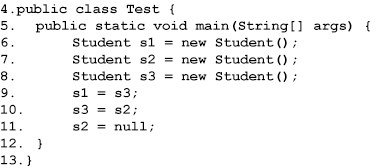 4.public class Test {
5.  public static void main(String[] args) {
6.      Student s1 = new Student();
7.      Student s2 = new Student();
8.      Student s3 = new Student();
9.      s1 = s3;
10.     s3 = s2;
11.     s2 = null;
12. }
13.}